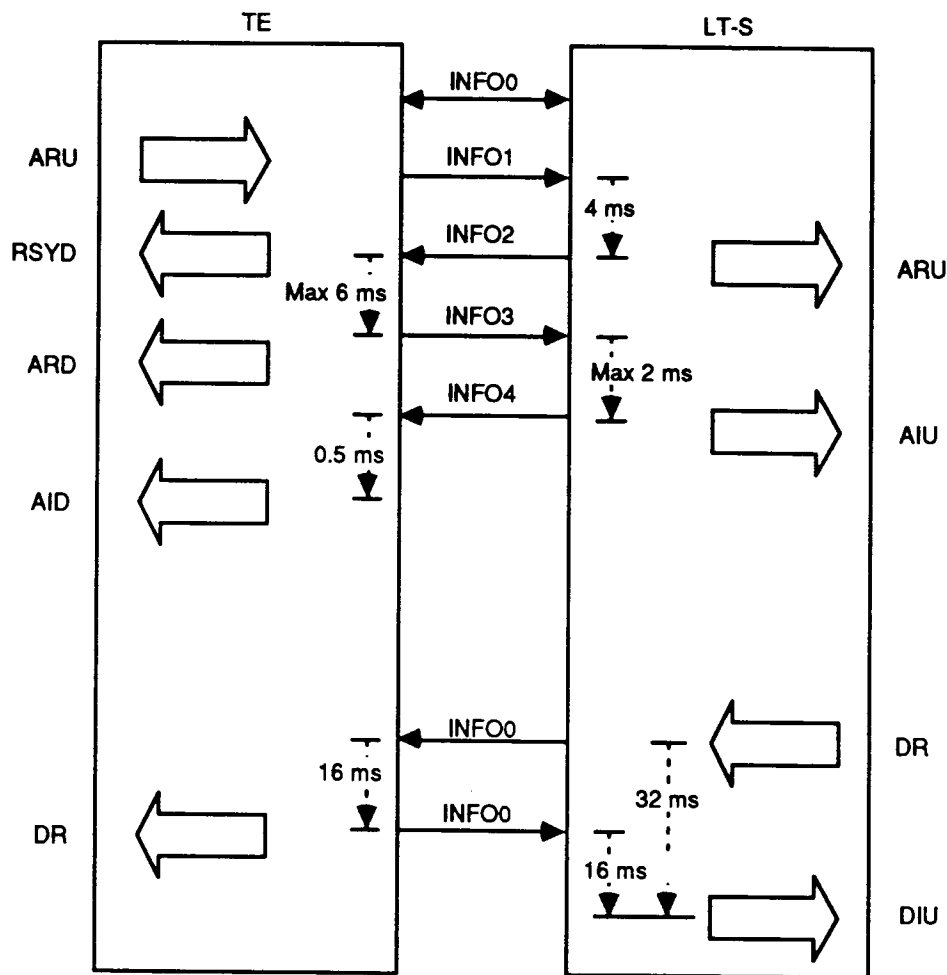 TE
LT-S
INFO0
ARU
INFO1
4 ms
RSYD
INFO2
ARU
Max 6 ms
INFO3
ARD
Max 2 ms
INFO4
AIU
0.5 ms
AID
INFO0
DR
16 ms
32 ms
INFO0
DR
16 ms
DIU